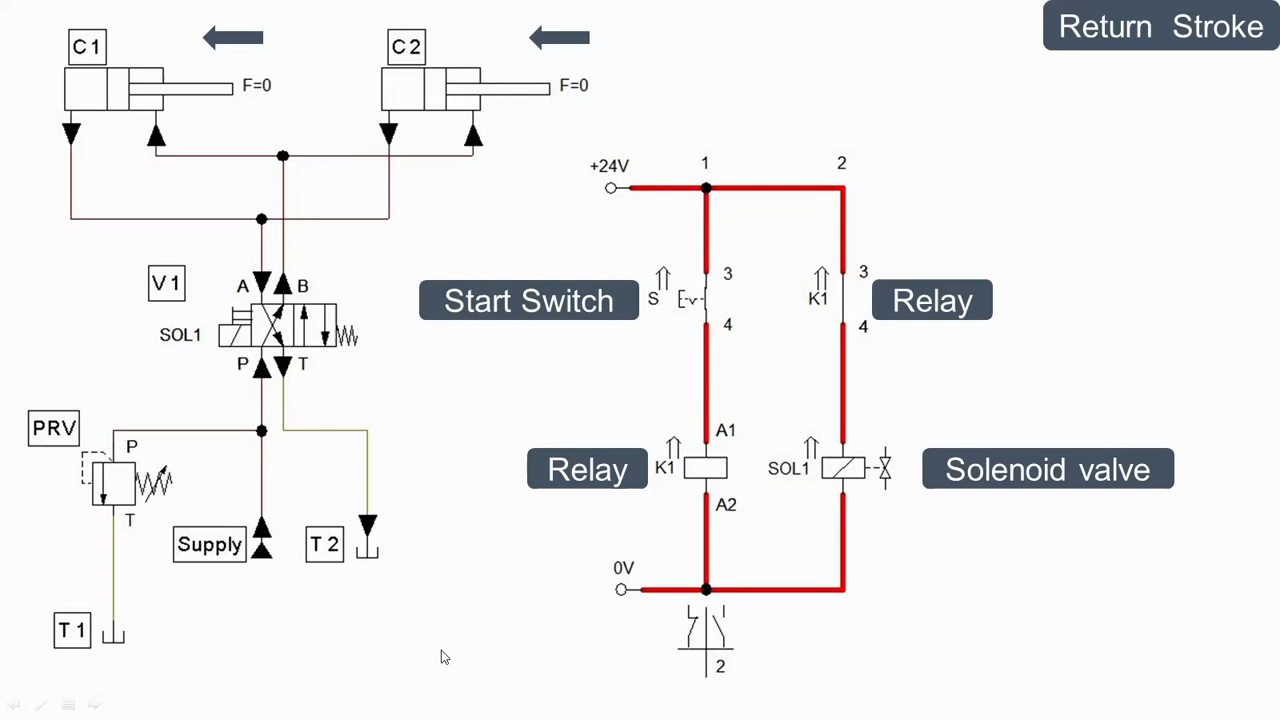 Return Stroke
C1
C2
F=0
F=0
+24V
1
2
V1
A
B
Start Switch
S
3
4
K1
3
4
Relay
SOL1
P
T
PRV
P
T
Relay
K1
A1
A2
SOL1
Solenoid valve
Supply
T2
0V
T1
2